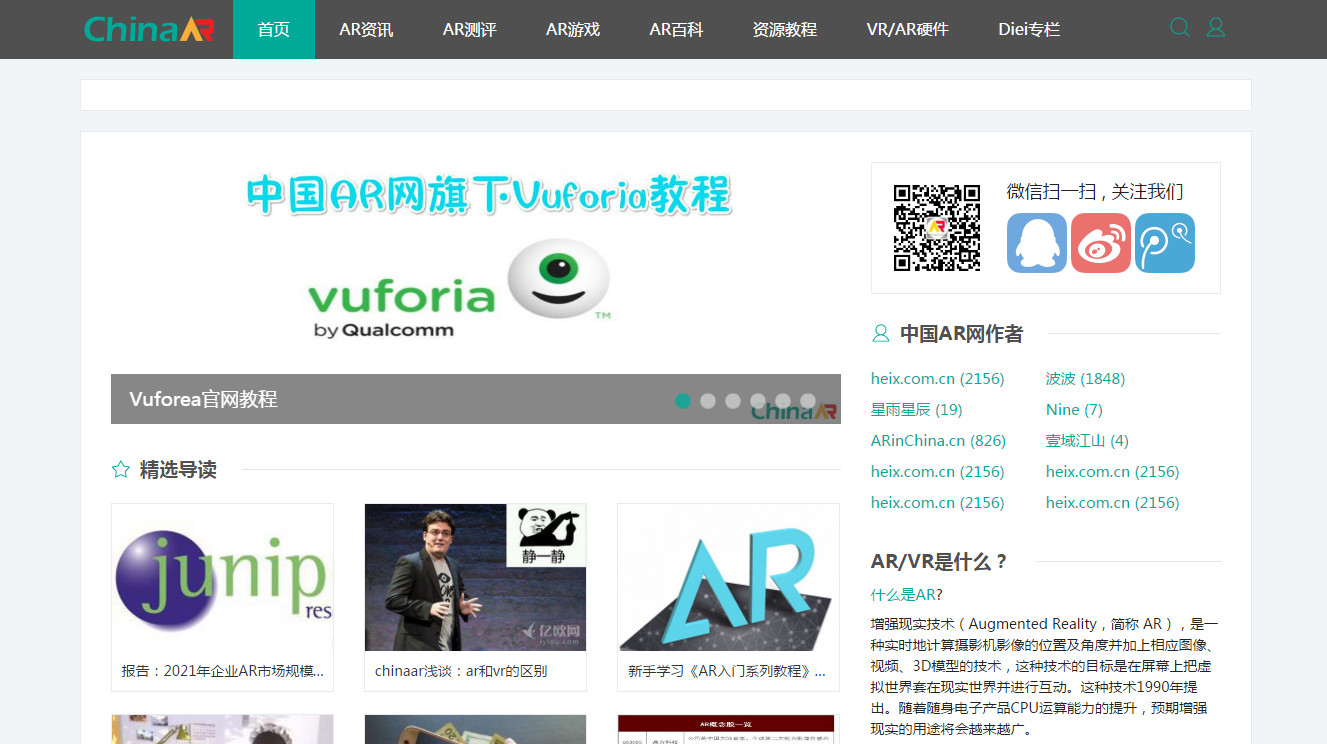 ChinaAR 首页 AR资讯 AR测评 AR游戏 AR百科 资源教程 VR/AR硬件 Diei专栏
中国AR网旗下Vuforia教程
vuforia
TM
by Qualcomm
Vuforea官网教程
ChinaAR
精选导读
junip
res
静一静
亿欧网
iyiou.com
AR
报告：2021年企业AR市场规模...
chinaar浅谈：ar和vr的区别
新手学习《AR入门系列教程》...
AR概念股一览
微信扫一扫，关注我们
AR
中国AR网作者
heix.com.cn (2156) 波波 (1848)
星雨星辰 (19) Nine (7)
ARinChina.cn (826) 壹域江山 (4)
heix.com.cn (2156) heix.com.cn (2156)
heix.com.cn (2156) heix.com.cn (2156)
AR/VR是什么？
什么是AR?
增强现实技术（Augmented Reality，简称 AR），是一
种实时地计算摄影机影像的位置及角度并加上相应图像、
视频、3D模型的技术，这种技术的目标是在屏幕上把虚
拟世界套在现实世界并进行互动。这种技术1990年提
出。随着随身电子产品CPU运算能力的提升，预期增强
现实的用途将会越来越广。